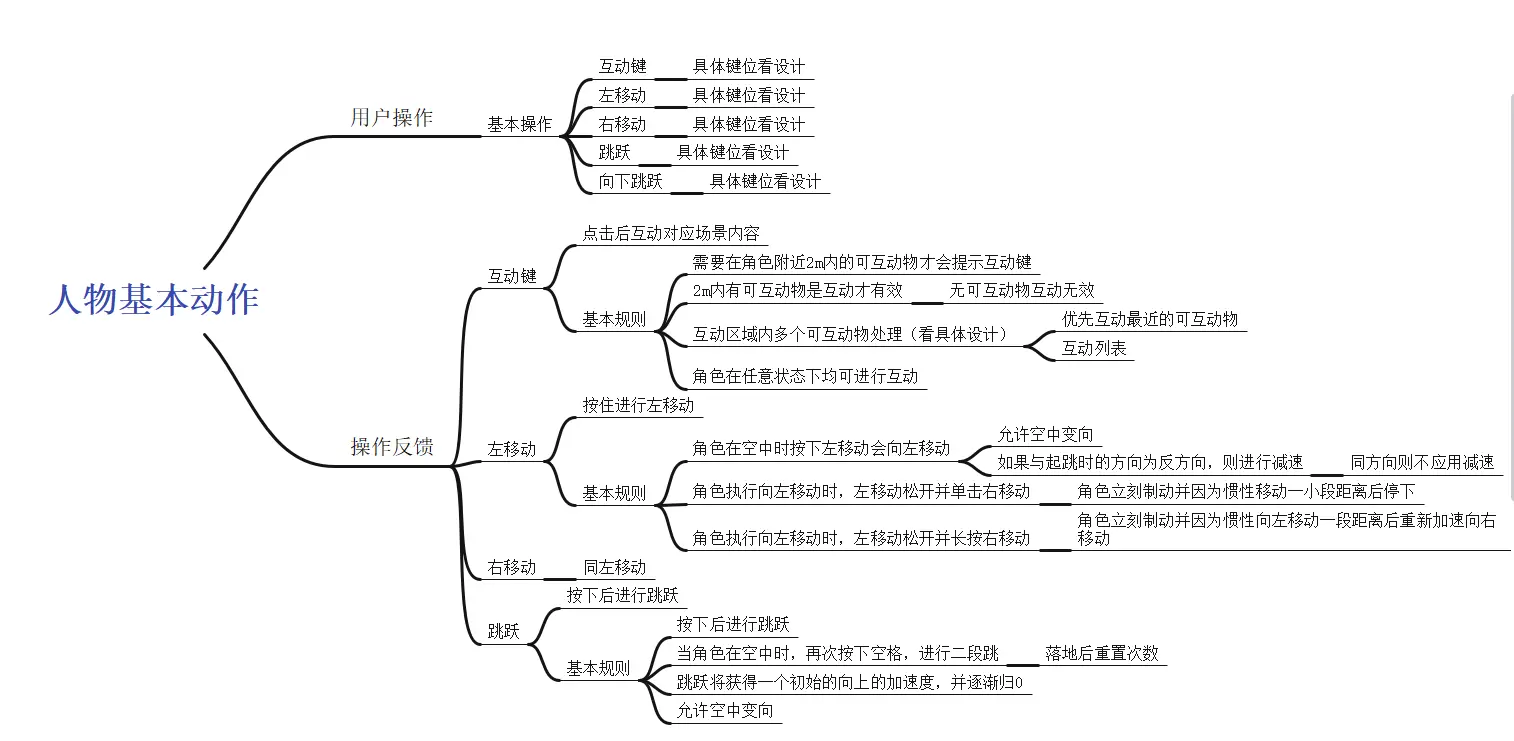 人物基本动作
用户操作
基本操作
互动键
具体键位看设计
左移动
具体键位看设计
右移动
具体键位看设计
跳跃
具体键位看设计
向下跳跃
具体键位看设计
操作反馈
互动键
点击后互动对应场景内容
基本规则
需要在角色附近2m内的可互动物才会提示互动键
2m内有可互动物是互动才有效
无可互动物互动无效
互动区域内多个可互动物处理（看具体设计）
优先互动最近的可互动物
互动列表
角色在任意状态下均可进行互动
左移动
按住进行左移动
基本规则
角色在空中时按下左移动会向左移动
允许空中变向
如果与起跳时的方向为反方向，则进行减速
同方向则不应用减速
角色执行向左移动时，左移动松开并单击右移动
角色立刻制动并因为惯性移动一小段距离后停下
角色执行向左移动时，左移动松开并长按右移动
角色立刻制动并因为惯性向左移动一段距离后重新加速向右
移动
右移动
同左移动
跳跃
按下后进行跳跃
基本规则
按下后进行跳跃
当角色在空中时，再次按下空格，进行二段跳
落地后重置次数
跳跃将获得一个初始的向上的加速度，并逐渐归0
允许空中变向